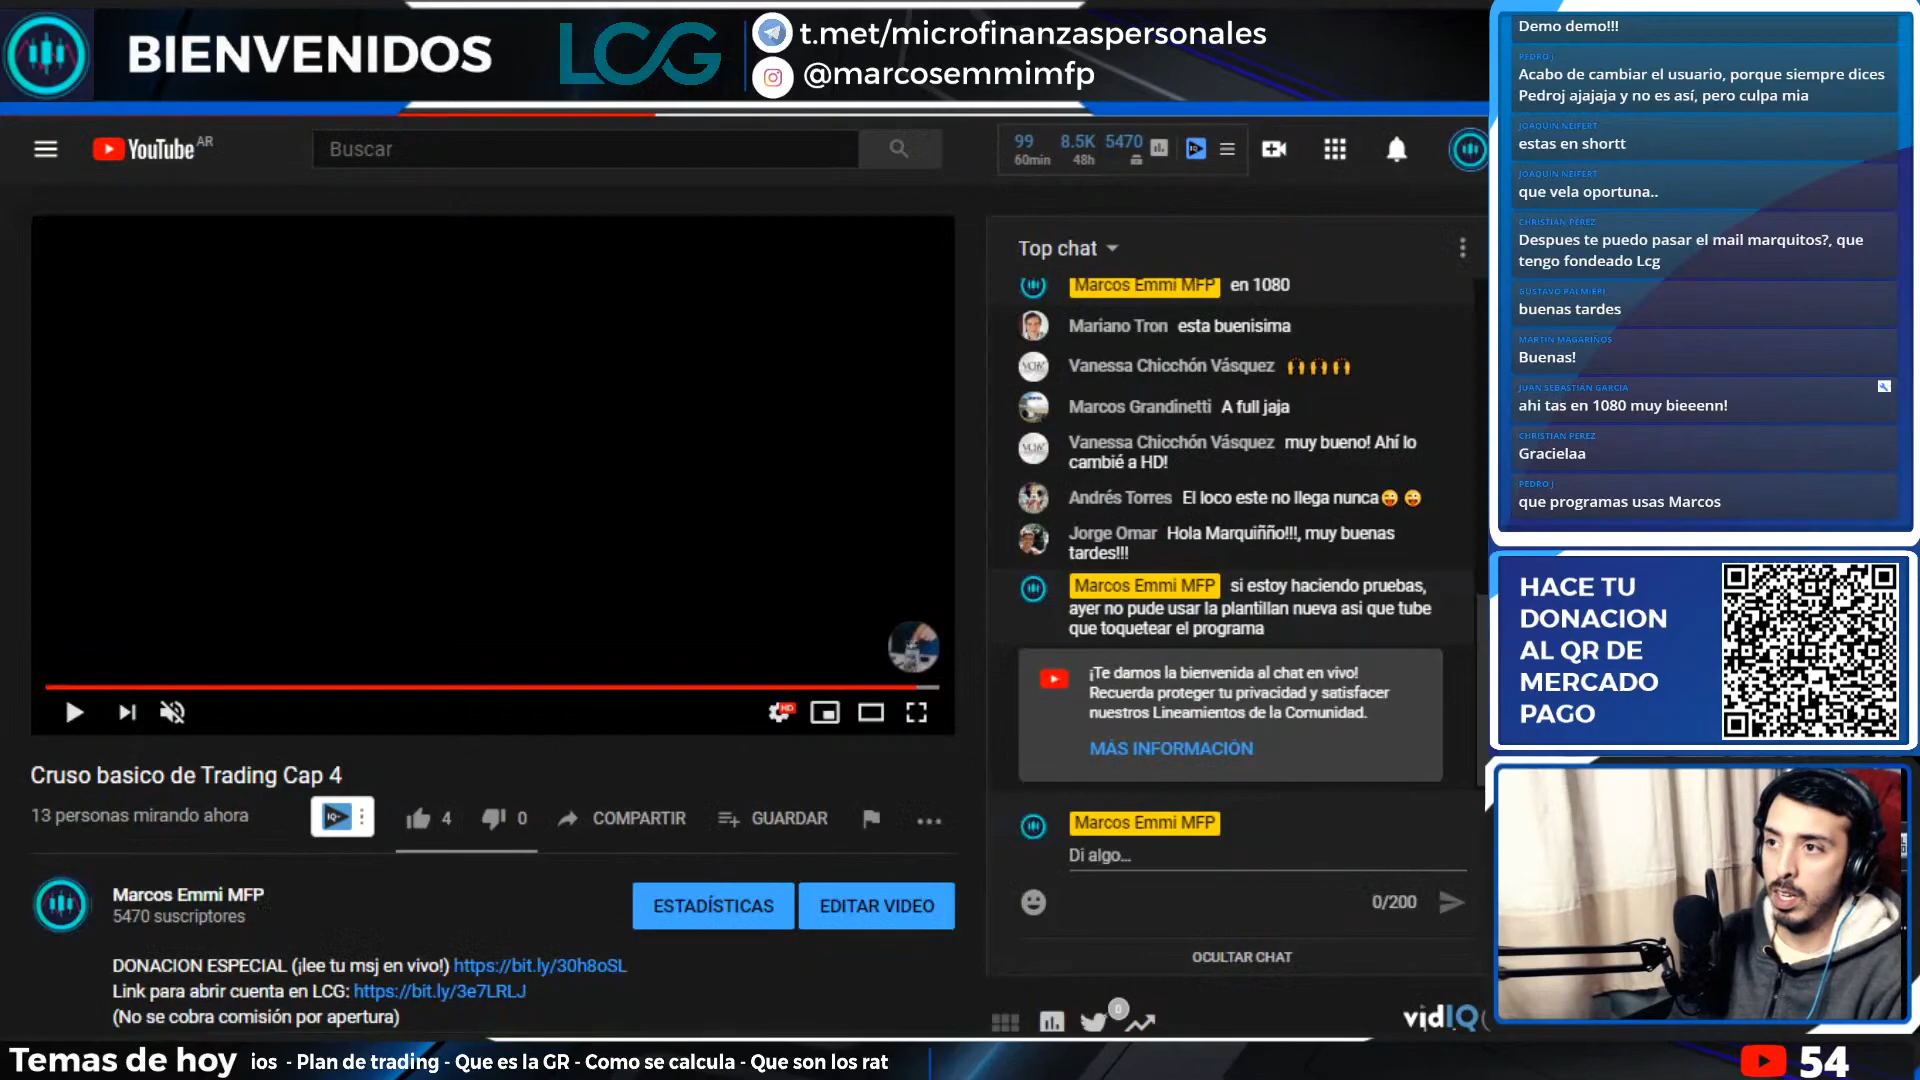 BIENVENIDOS
LCG
t.met/microfinanzaspersonales
@marcosemmimfp
YouTube AR
Buscar
99 8.5K 5470
60min 48h
Top chat
Marcos Emmi MFP en 1080
Mariano Tron esta buenisima
Vanessa Chicchón Vásquez
Marcos Grandinetti A full jaja
Vanessa Chicchón Vásquez muy bueno! Ahí lo
cambié a HD!
Andrés Torres El loco este no llega nunca
Jorge Omar Hola Marquiñño!!!, muy buenas
tardes!!!
Marcos Emmi MFP si estoy haciendo pruebas,
ayer no pude usar la plantillan nueva asi que tube
que toquetear el programa
¡Te damos la bienvenida al chat en vivo!
Recuerda proteger tu privacidad y satisfacer
nuestros Lineamientos de la Comunidad.
MÁS INFORMACIÓN
Marcos Emmi MFP
Di algo...
0/200
OCULTAR CHAT
0
vidIQ
HD
Cruso basico de Trading Cap 4
13 personas mirando ahora
IQ
4
0
COMPARTIR
GUARDAR
Marcos Emmi MFP
5470 suscriptores
ESTADÍSTICAS
EDITAR VIDEO
DONACION ESPECIAL (¡lee tu msj en vivo!) https://bit.ly/30h8oSL
Link para abrir cuenta en LCG: https://bit.ly/3e7LRLJ
(No se cobra comisión por apertura)
Demo demo!!!
PEDRO J
Acabo de cambiar el usuario, porque siempre dices
Pedroj ajajaja y no es así, pero culpa mia
JOAQUIN NEIFERT
estas en shortt
JOAQUIN NEIFERT
que vela oportuna..
CHRISTIAN PEREZ
Despues te puedo pasar el mail marquitos?, que
tengo fondeado Lcg
GUSTAVO PALMIERI
buenas tardes
MARTIN MAGARIÑOS
Buenas!
JUAN SEBASTIÁN GARCIA
ahi tas en 1080 muy bieeenn!
CHRISTIAN PEREZ
Gracielaa
PEDRO J
que programas usas Marcos
HACE TU
DONACION
AL QR DE
MERCADO
PAGO
Temas de hoy
ios - Plan de trading - Que es la GR - Como se calcula - Que son los rat
54